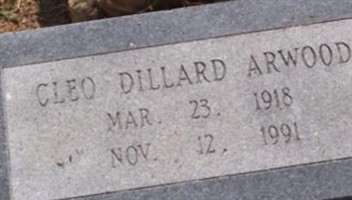 CLEO DILLARD ARWOOD
MAR. 23, 1918
NOV. 12, 1991